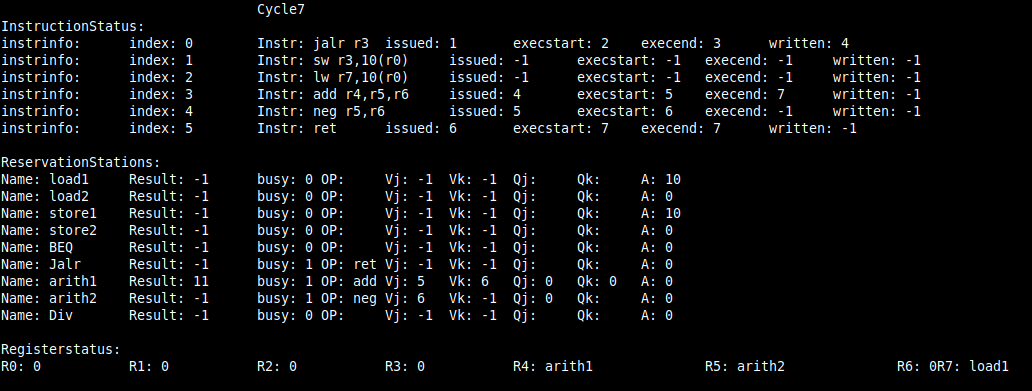 Cycle7
InstructionStatus:
instrinfo: index: 0 Instr: jalr r3 issued: 1 execstart: 2 execend: 3 written: 4
instrinfo: index: 1 Instr: sw r3,10(r0) issued: -1 execstart: -1 execend: -1 written: -1
instrinfo: index: 2 Instr: lw r7,10(r0) issued: -1 execstart: -1 execend: -1 written: -1
instrinfo: index: 3 Instr: add r4,r5,r6 issued: 4 execstart: 5 execend: 7 written: -1
instrinfo: index: 4 Instr: neg r5,r6 issued: 5 execstart: 6 execend: -1 written: -1
instrinfo: index: 5 Instr: ret issued: 6 execstart: 7 execend: 7 written: -1
ReservationStations:
Name: load1 Result: -1 busy: 0 OP: Vj: -1 Vk: -1 Qj: Qk: A: 10
Name: load2 Result: -1 busy: 0 OP: Vj: -1 Vk: -1 Qj: Qk: A: 0
Name: store1 Result: -1 busy: 0 OP: Vj: -1 Vk: -1 Qj: Qk: A: 10
Name: store2 Result: -1 busy: 0 OP: Vj: -1 Vk: -1 Qj: Qk: A: 0
Name: BEQ Result: -1 busy: 0 OP: Vj: -1 Vk: -1 Qj: Qk: A: 0
Name: Jalr Result: -1 busy: 1 OP: ret Vj: -1 Vk: -1 Qj: Qk: A: 0
Name: arith1 Result: 11 busy: 1 OP: add Vj: 5 Vk: 6 Qj: 0 Qk: 0 A: 0
Name: arith2 Result: -1 busy: 1 OP: neg Vj: 6 Vk: -1 Qj: 0 Qk: A: 0
Name: Div Result: -1 busy: 0 OP: Vj: -1 Vk: -1 Qj: Qk: A: 0
Registerstatus:
R0: 0 R1: 0 R2: 0 R3: 0 R4: arith1 R5: arith2 R6: 0R7: load1